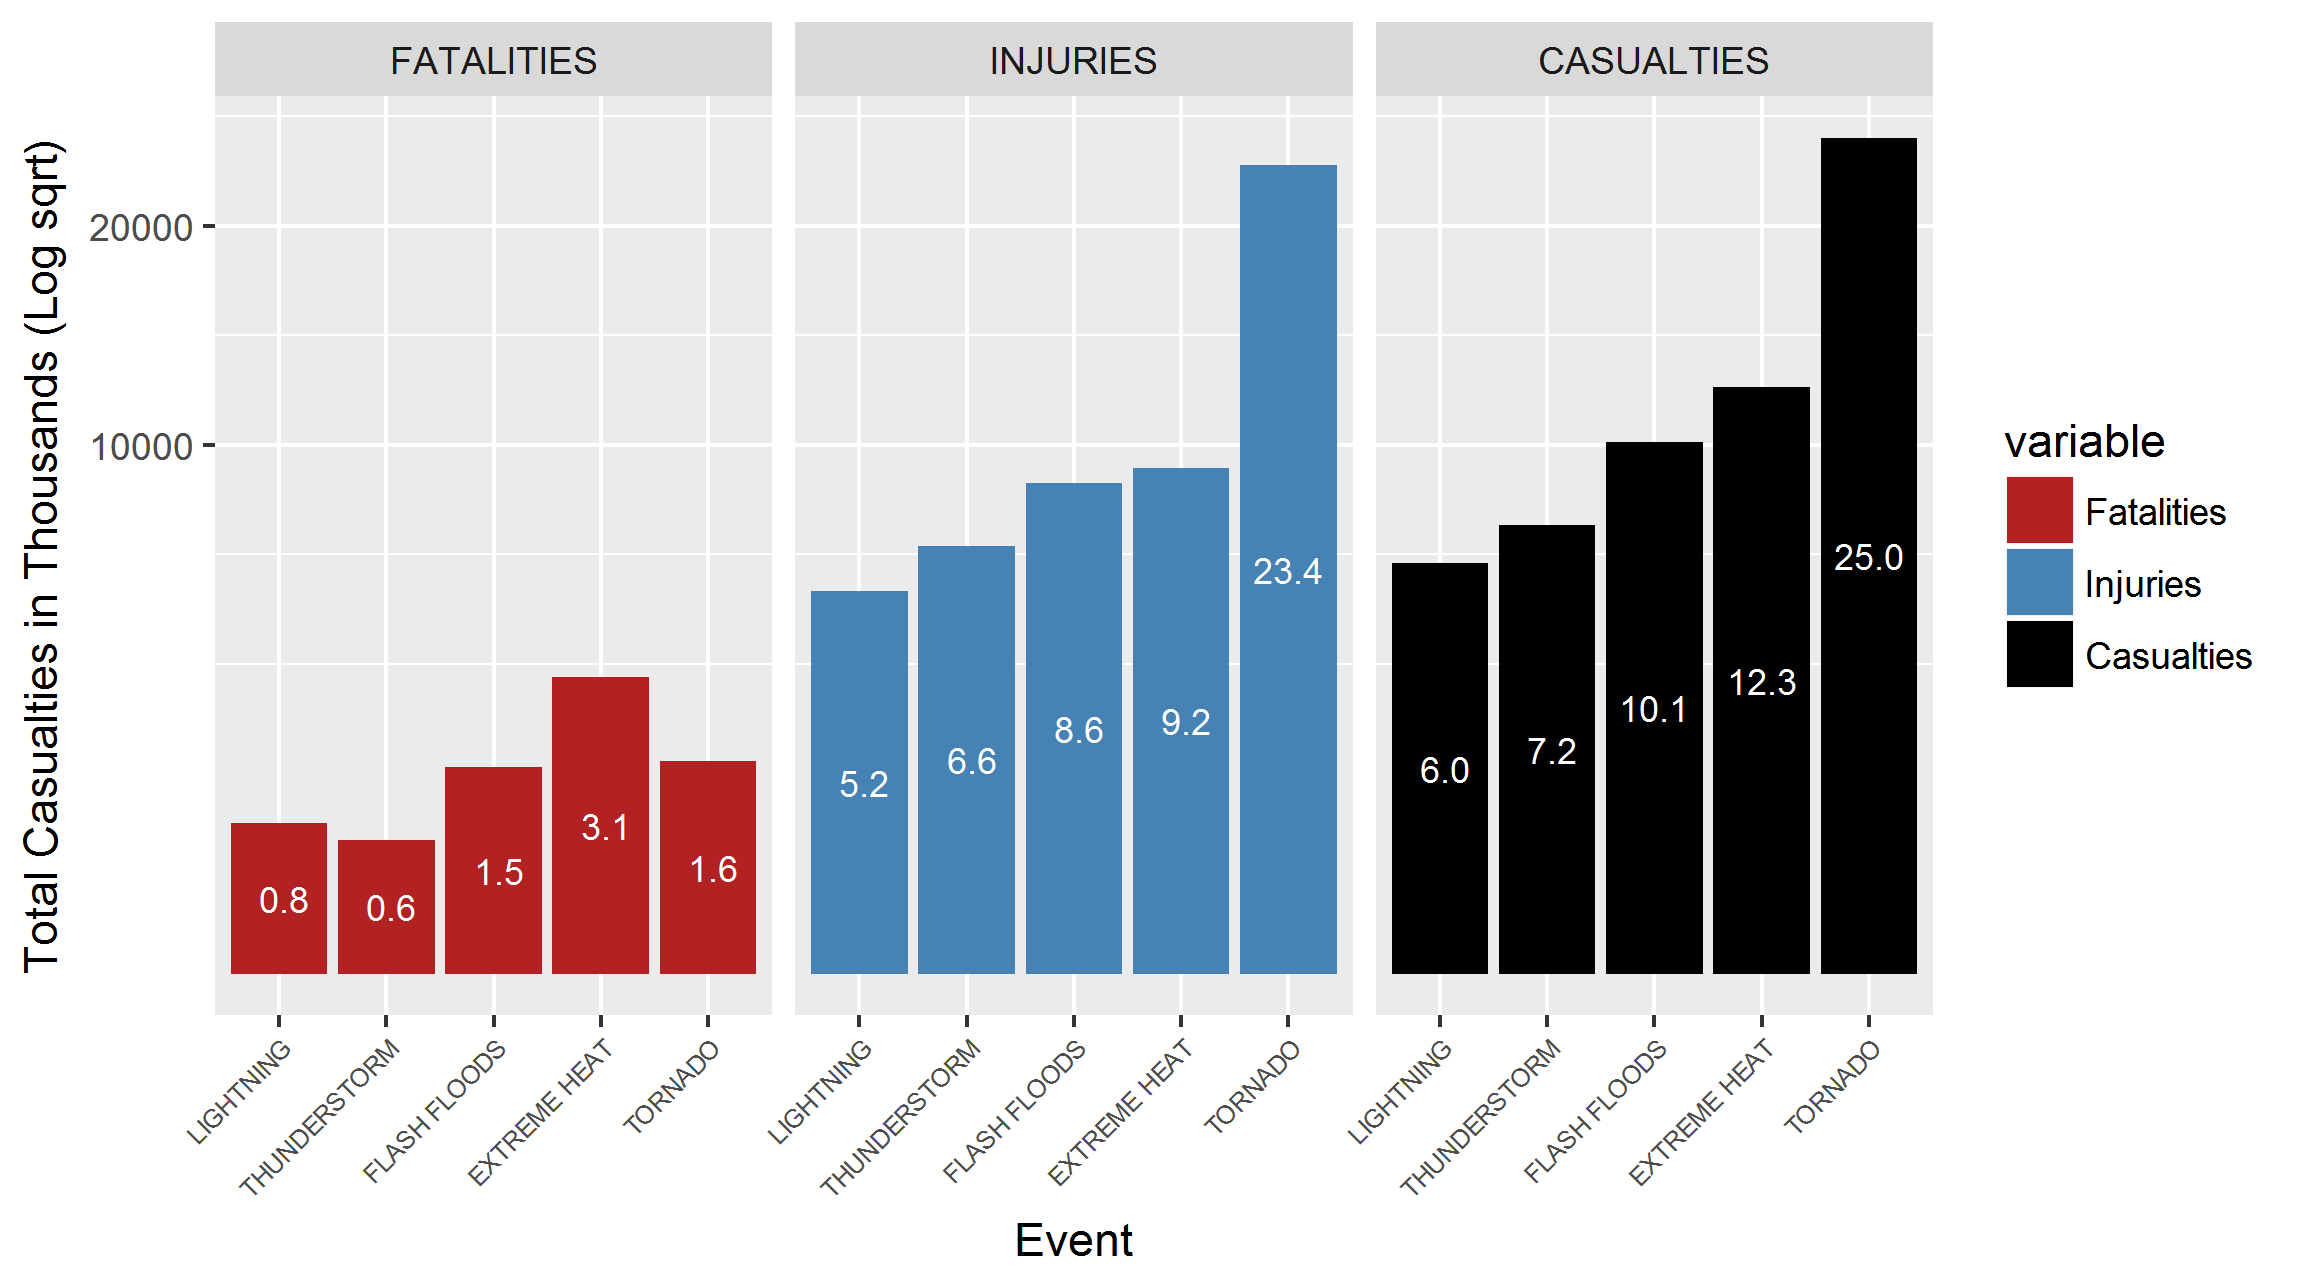 FATALITIES
INJURIES
CASUALTIES
Total Casualties in Thousands (Log sqrt)
20000
10000
0.8
0.6
1.5
3.1
1.6
5.2
6.6
8.6
9.2
23.4
6.0
7.2
10.1
12.3
25.0
LIGHTNING
THUNDERSTORM
FLASH FLOODS
EXTREME HEAT
TORNADO
LIGHTNING
THUNDERSTORM
FLASH FLOODS
EXTREME HEAT
TORNADO
LIGHTNING
THUNDERSTORM
FLASH FLOODS
EXTREME HEAT
TORNADO
Event
variable
Fatalities
Injuries
Casualties